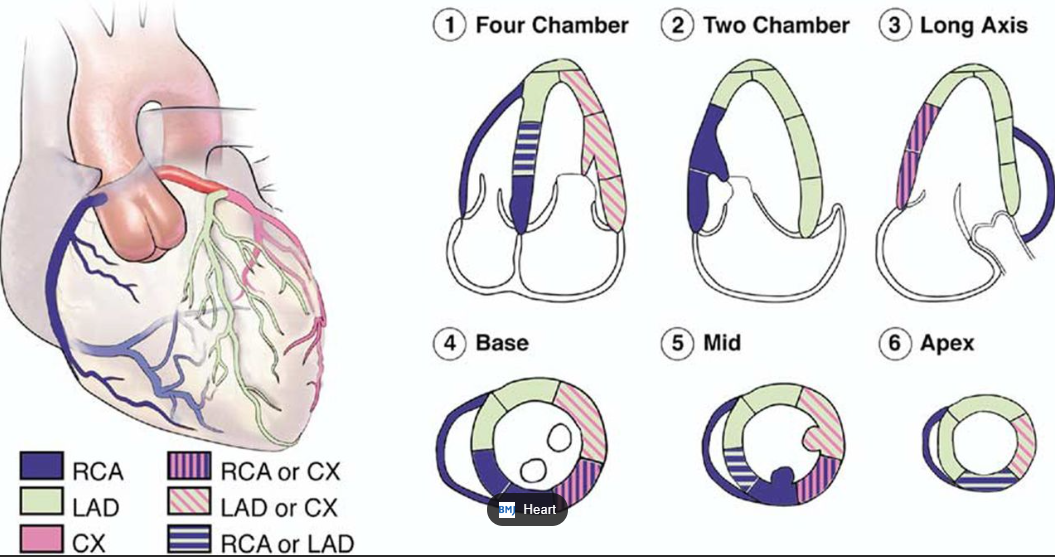 1 Four Chamber
2 Two Chamber
3 Long Axis
4 Base
5 Mid
6 Apex
RCA
LAD
CX
RCA or CX
LAD or CX
RCA or LAD
BMJ Heart